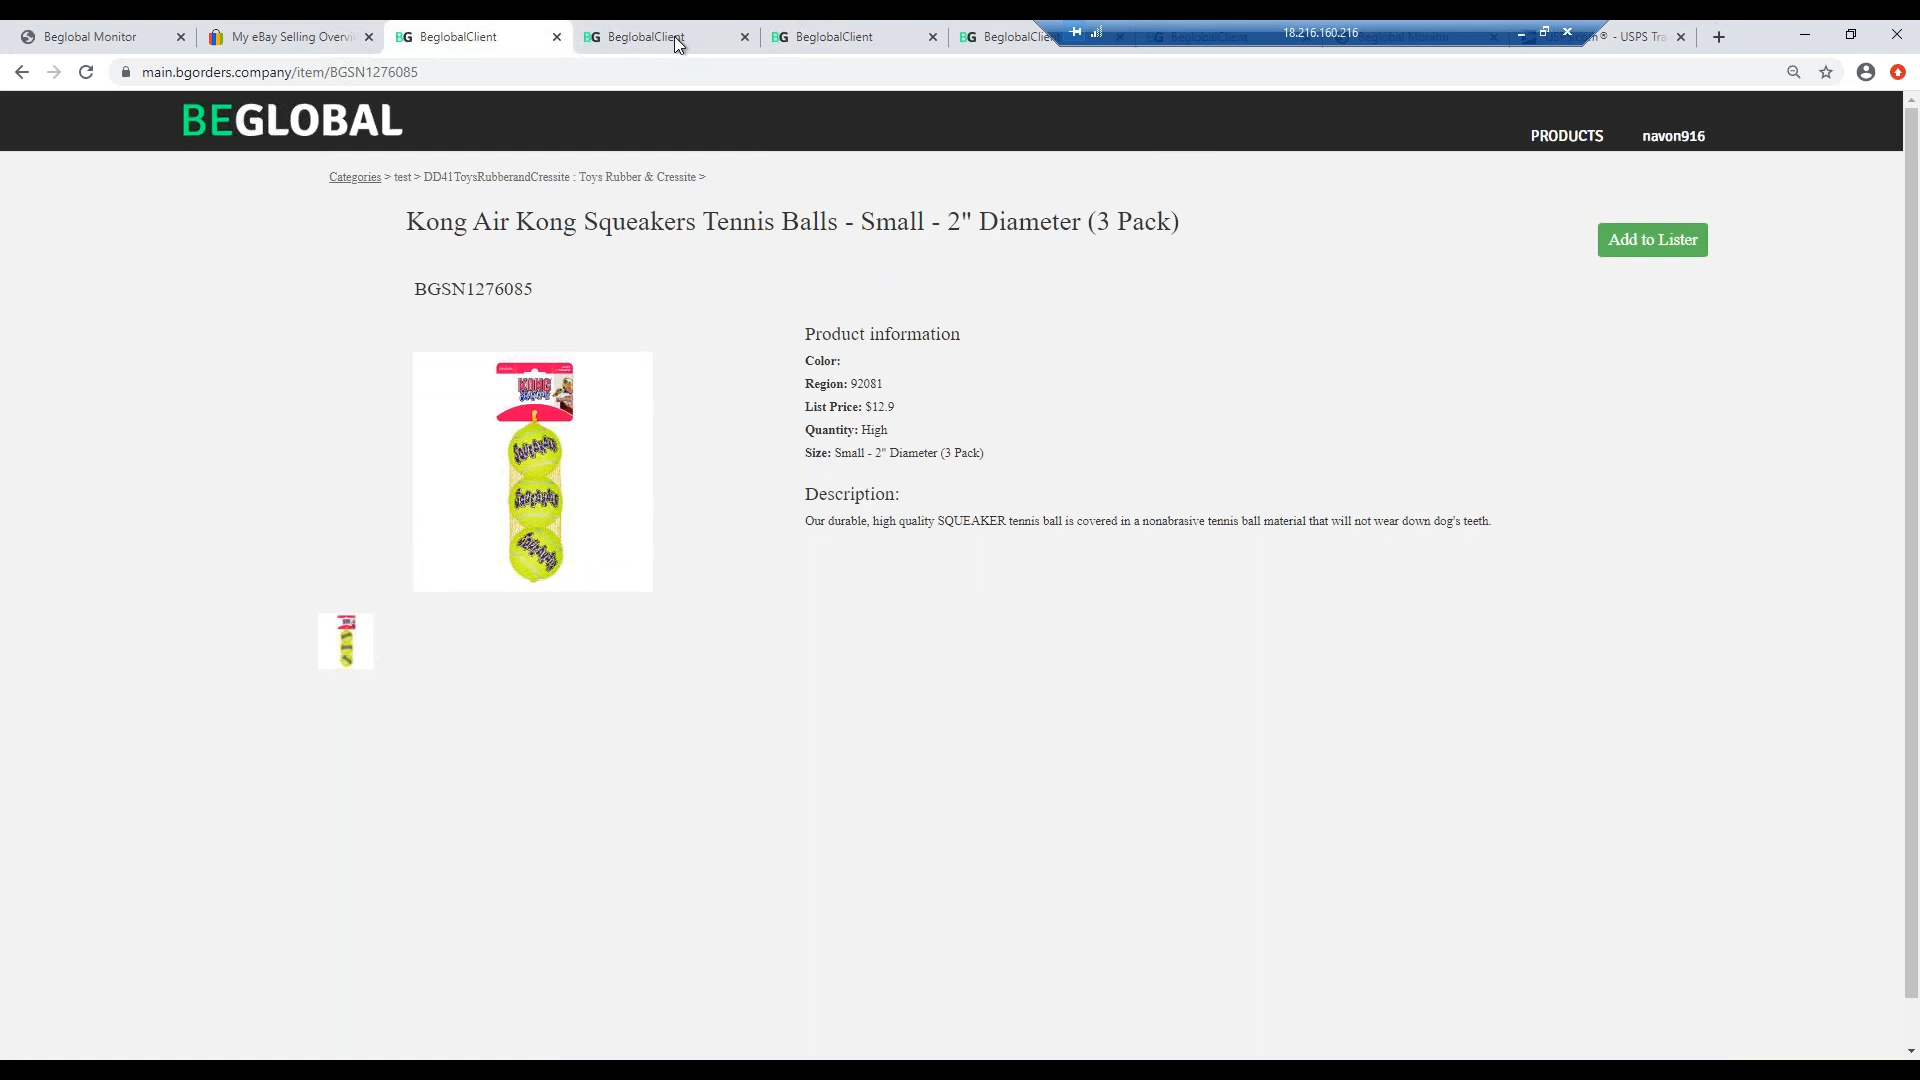 Beglobal Monitor
My eBay Selling Overvi
BeglobalClient
BeglobalClient
BeglobalClient
BeglobalClie
18.216.160.216
USPS Tra
main.bgorders.company/item/BGSN1276085
BEGLOBAL
PRODUCTS
navon916
Categories > test > DD41ToysRubberandCressite : Toys Rubber & Cressite >
Kong Air Kong Squeakers Tennis Balls - Small - 2" Diameter (3 Pack)
Add to Lister
BGSN1276085
Product information
Color:
Region: 92081
List Price: $12.9
Quantity: High
Size: Small - 2" Diameter (3 Pack)
Description:
Our durable, high quality SQUEAKER tennis ball is covered in a nonabrasive tennis ball material that will not wear down dog's teeth.
KONG